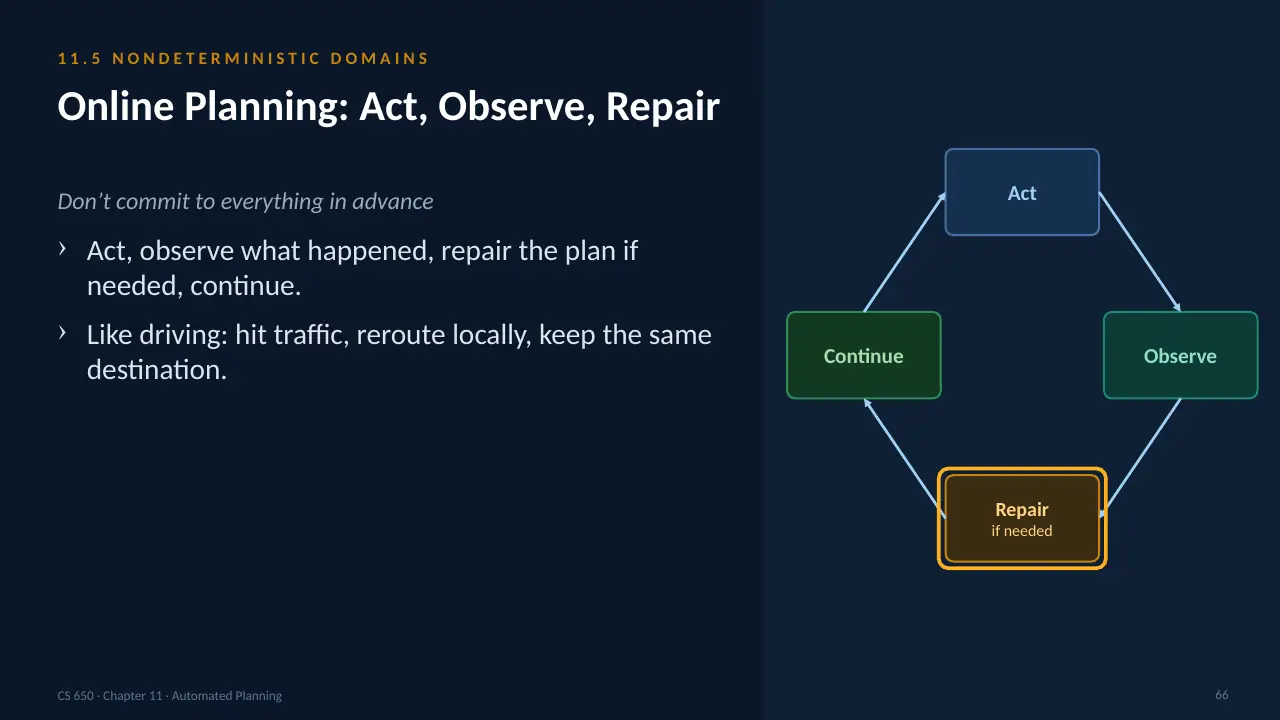 11.5 NONDETERMINISTIC DOMAINS
Online Planning: Act, Observe, Repair
Don’t commit to everything in advance
› Act, observe what happened, repair the plan if
needed, continue.
› Like driving: hit traffic, reroute locally, keep the same
destination.
Act
Continue
Observe
Repair
if needed
CS 650 · Chapter 11 · Automated Planning
66